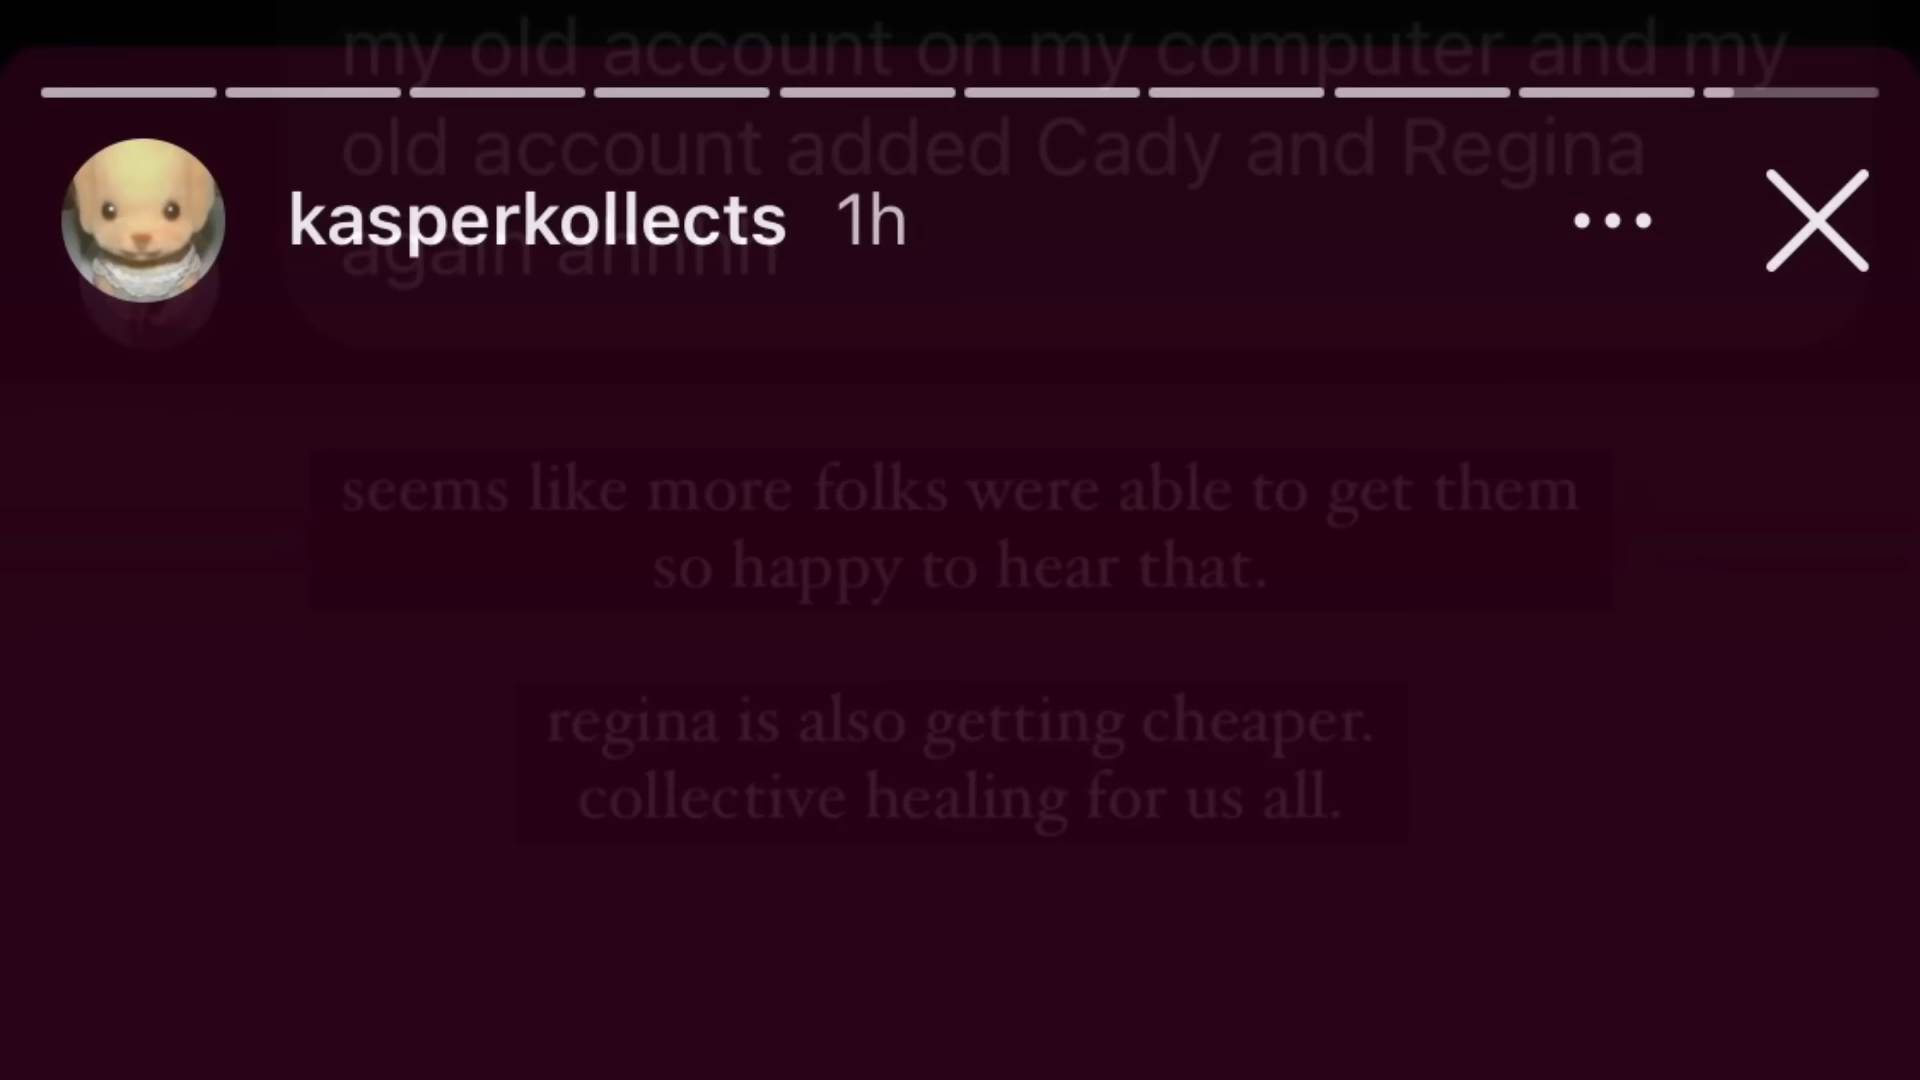 my old account on my computer and my
old account added Cady and Regina
kasperkollects 1h
again ahhhh
seems like more folks were able to get them
so happy to hear that.
regina is also getting cheaper.
collective healing for us all.